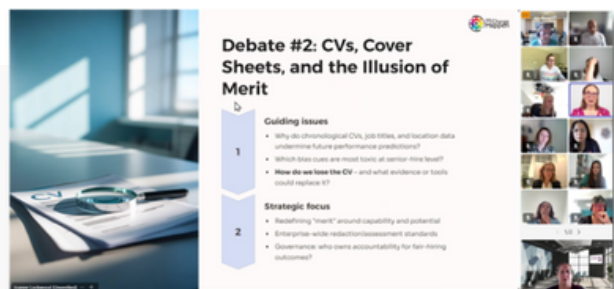 Debate #2: CVs, Cover
Sheets, and the Illusion of
Merit
1
Guiding issues
Why do chronological CVs, job titles, and location data
undermine future performance predictions?
Which bias cues are most toxic at senior-hire level?
How do we lose the CV – and what evidence or tools
could replace it?
2
Strategic focus
Redefining "merit" around capability and potential
Enterprise-wide redaction/assessment standards
Governance: who owns accountability for fair-hiring
outcomes?
CV